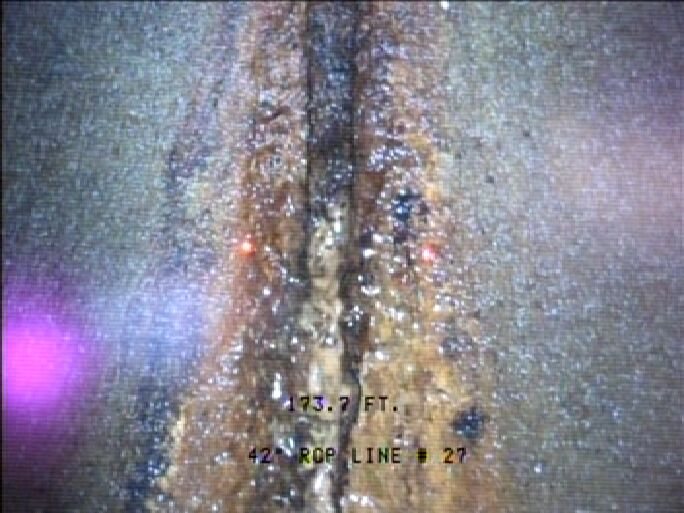 173.7 FT.
42" RCP LINE # 27